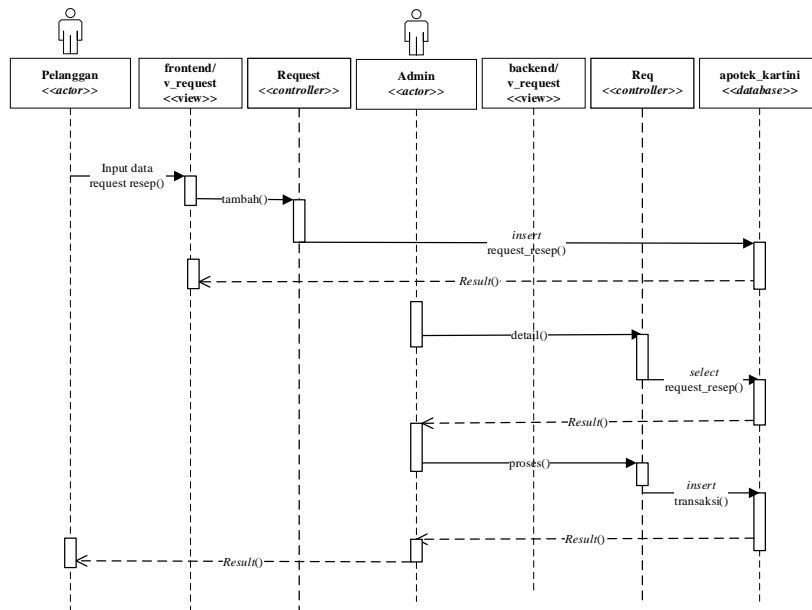 Pelanggan
<<actor>>
frontend/
v_request
<<view>>
Request
<<controller>>
Admin
<<actor>>
backend/
v_request
<<view>>
Req
<<controller>>
apotek_kartini
<<database>>
Input data
request resep()
tambah()
insert
request_resep()
Result()
detail()
select
request_resep()
Result()
proses()
insert
transaksi()
Result()
Result()